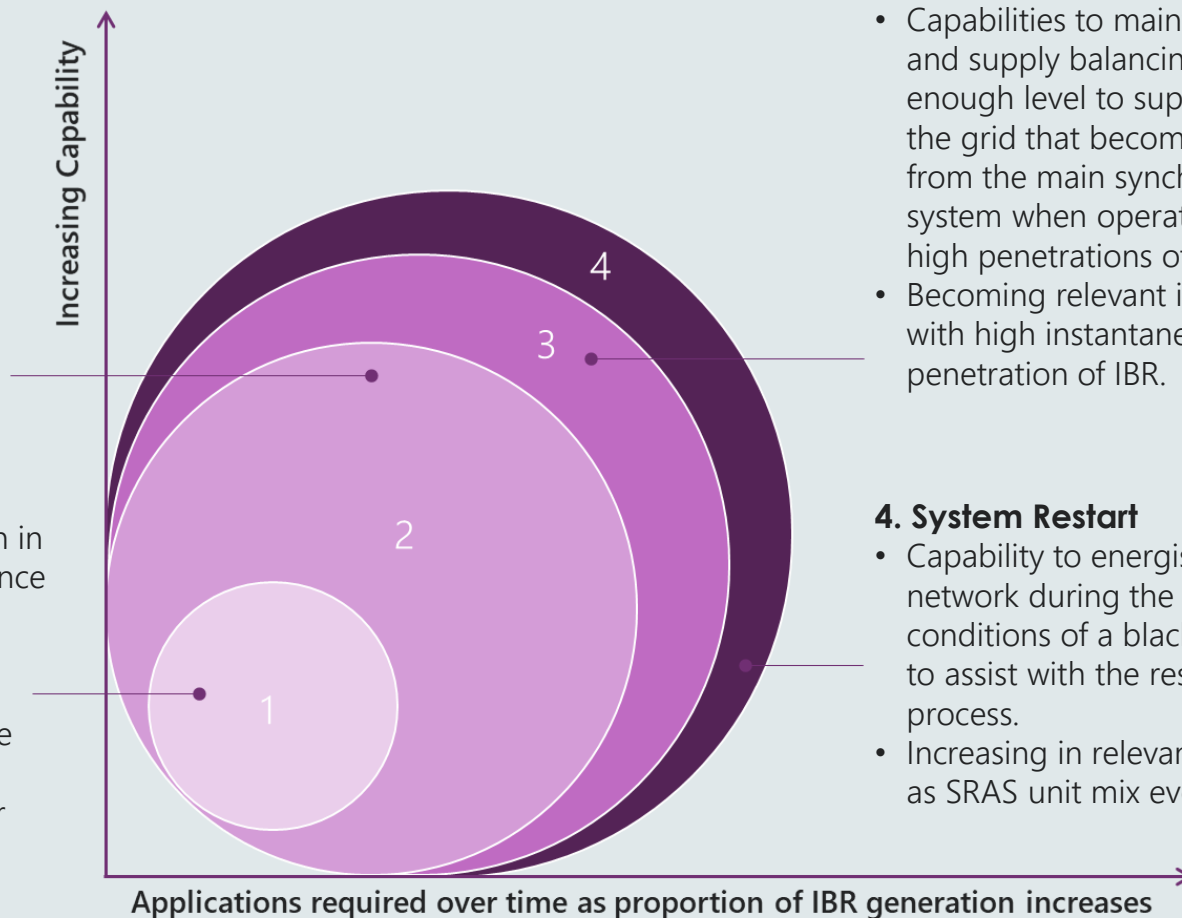 Increasing Capability
n in
nce
e
r
4
3
2
1
• Capabilities to main
and supply balancin
enough level to sup
the grid that becom
from the main synch
system when operat
high penetrations o
• Becoming relevant i
with high instantane
penetration of IBR.
4. System Restart
• Capability to energis
network during the
conditions of a blac
to assist with the res
process.
• Increasing in relevar
as SRAS unit mix ev
Applications required over time as proportion of IBR generation increases